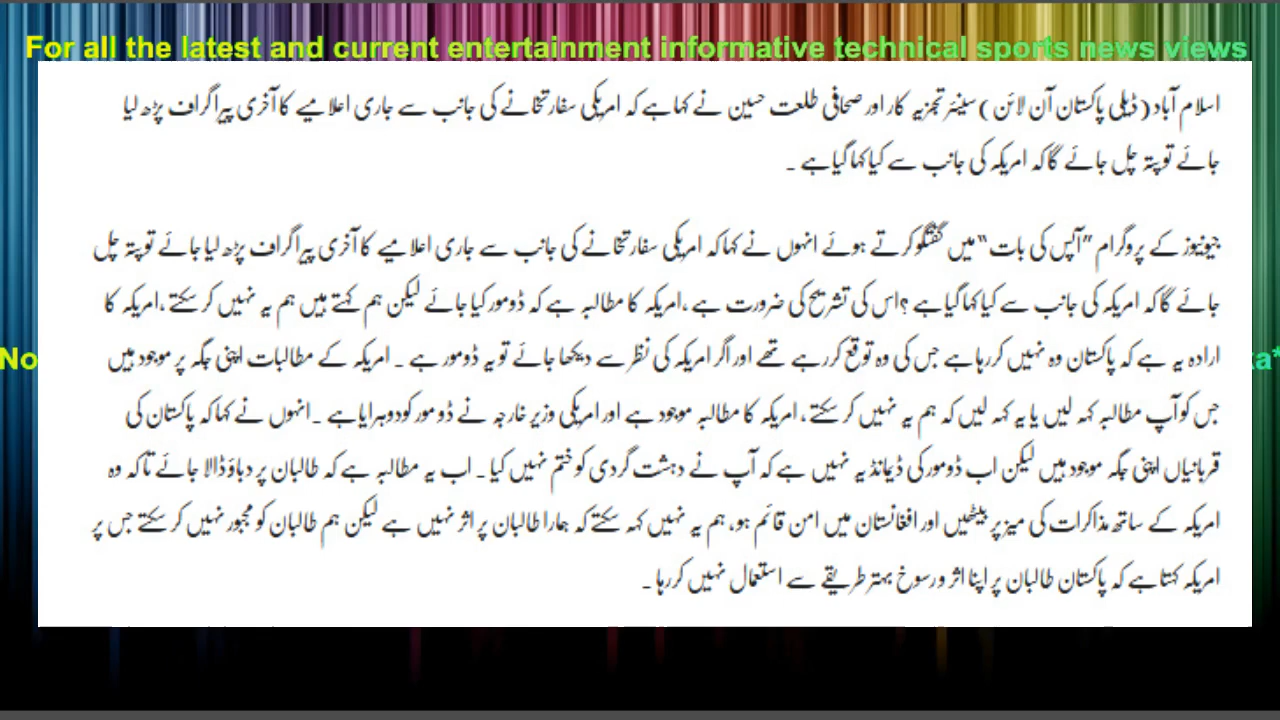 For all the latest and current entertainment informative technical sports news views
اسلام آباد (ڈیلی پاکستان آن لائن) سینئر تجزیہ کار اور صحافی طلعت حسین نے کہا ہے کہ امریکی سفارتخانے کی جانب سے جاری اعلامیے کا آخری پیراگراف پڑھ لیا
جائے تو پتہ چل جائے گا کہ امریکہ کی جانب سے کیا کہا گیا ہے ۔
جیونیوز کے پروگرام ”آپس کی بات“میں گفتگو کرتے ہوئے انہوں نے کہا کہ امریکی سفارتخانے کی جانب سے جاری اعلامیے کا آخری پیراگراف پڑھ لیا جائے تو پتہ چل
جائے گا کہ امریکہ کی جانب سے کیا کہا گیا ہے ؟اس کی تشریح کی ضرورت ہے ،امریکہ کا مطالبہ ہے کہ ڈومور کیا جائے لیکن ہم کہتے ہیں ہم یہ نہیں کر سکتے ،امریکہ کا
ارادہ یہ ہے کہ پاکستان وہ نہیں کررہا ہے جس کی وہ توقع کررہے تھے اور اگر امریکہ کی نظر سے دیکھا جائے تو یہ ڈومور ہے ۔ امریکہ کے مطالبات اپنی جگہ پر موجود ہیں
No
ka*
جس کو آپ مطالبہ کہہ لیں یا یہ کہہ لیں کہ ہم یہ نہیں کر سکتے ، امریکہ کا مطالبہ موجود ہے اور امریکی وزیر خارجہ نے ڈو مور کودوہرایا ہے ۔انہوں نے کہا کہ پاکستان کی
قربانیاں اپنی جگہ موجود ہیں لیکن اب ڈومور کی ڈیمانڈ یہ نہیں ہے کہ آپ نے دہشت گردی کو ختم نہیں کیا ۔ اب یہ مطالبہ ہے کہ طالبان پر دباﺅ ڈالا جائے تاکہ وہ
امریکہ کے ساتھ مذاکرات کی میز پر بیٹھیں اور افغانستان میں امن قائم ہو، ہم یہ نہیں کہہ سکتے کہ ہمارا طالبان پر اثر نہیں ہے لیکن ہم طالبان کو مجبور نہیں کر سکتے جس پر
امریکہ کہتا ہے کہ پاکستان طالبان پر اپنا اثر و رسوخ بہتر طریقے سے استعمال نہیں کررہا ۔